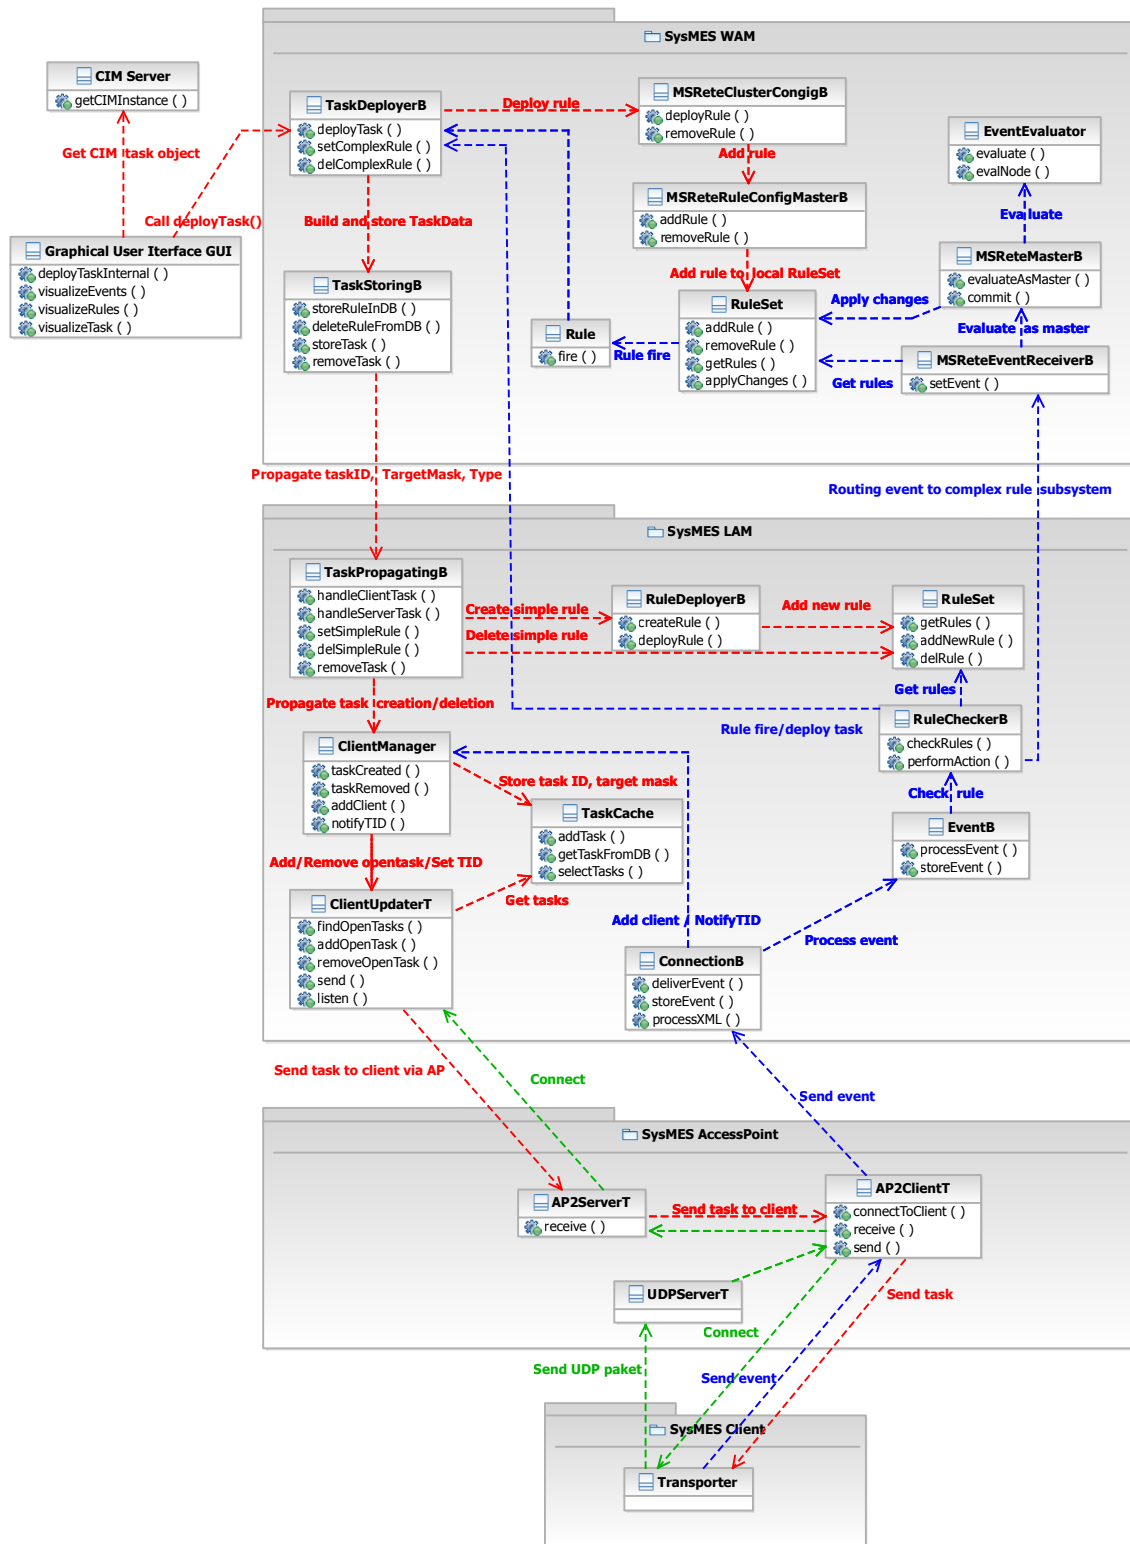 SysMES WAM
CIM Server
getCIMInstance ( )
Get CIM task object
Call deployTask()
Graphical User Iterface GUI
deployTaskInternal ( )
visualizeEvents ( )
visualizeRules ( )
visualizeTask ( )
TaskDeployerB
deployTask ( )
setComplexRule ( )
delComplexRule ( )
Deploy rule
MSReteClusterCongigB
deployRule ( )
removeRule ( )
Add rule
EventEvaluator
evaluate ( )
evalNode ( )
Evaluate
Build and store TaskData
MSReteRuleConfigMasterB
addRule ( )
removeRule ( )
Add rule to local RuleSet
MSReteMasterB
evaluateAsMaster ( )
commit ( )
Apply changes
Evaluate as master
TaskStoringB
storeRuleInDB ( )
deleteRuleFromDB ( )
storeTask ( )
removeTask ( )
Rule
fire ( )
Rule fire
RuleSet
addRule ( )
removeRule ( )
getRules ( )
applyChanges ( )
Get rules
MSReteEventReceiverB
setEvent ( )
Propagate taskID, TargetMask, Type
Routing event to complex rule subsystem
SysMES LAM
TaskPropagatingB
handleClientTask ( )
handleServerTask ( )
setSimpleRule ( )
delSimpleRule ( )
removeTask ( )
Create simple rule
Delete simple rule
RuleDeployerB
createRule ( )
deployRule ( )
Add new rule
RuleSet
getRules ( )
addNewRule ( )
delRule ( )
Get rules
Propagate task creation/deletion
Rule fire/deploy task
RuleCheckerB
checkRules ( )
performAction ( )
Check rule
ClientManager
taskCreated ( )
taskRemoved ( )
addClient ( )
notifyTID ( )
Store task ID, target mask
TaskCache
addTask ( )
getTaskFromDB ( )
selectTasks ( )
EventB
processEvent ( )
storeEvent ( )
Add/Remove opentask/Set TID
Get tasks
ClientUpdaterT
findOpenTasks ( )
addOpenTask ( )
removeOpenTask ( )
send ( )
listen ( )
Add client / NotifyTID
Process event
ConnectionB
deliverEvent ( )
storeEvent ( )
processXML ( )
Send task to client via AP
Connect
Send event
SysMES AccessPoint
AP2ServerT
receive ( )
Send task to client
AP2ClientT
connectToClient ( )
receive ( )
send ( )
UDPServerT
Send task
Connect
Send UDP paket
Send event
SysMES Client
Transporter